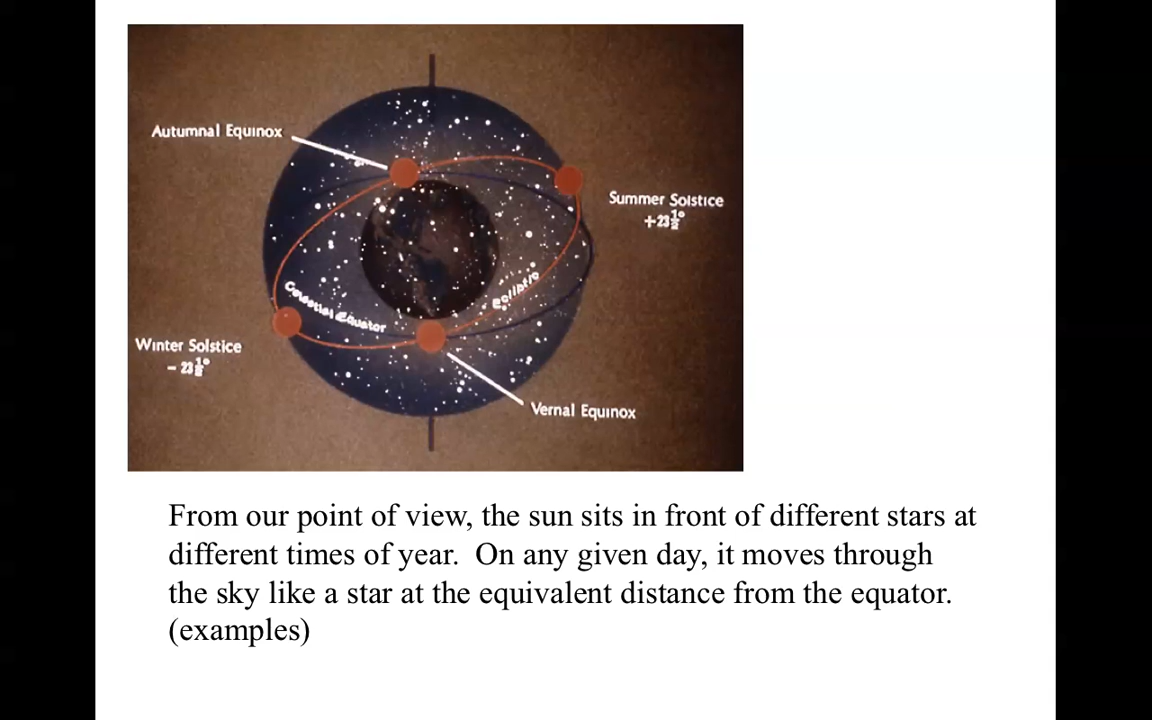 Autumnal Equinox
Summer Solstice
+23½°
Ecliptic
Celestial Equator
Winter Solstice
- 23½°
Vernal Equinox
From our point of view, the sun sits in front of different stars at
different times of year.  On any given day, it moves through
the sky like a star at the equivalent distance from the equator.
(examples)